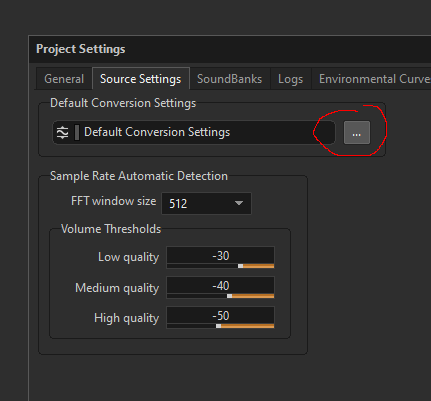 Project Settings
General Source Settings SoundBanks Logs Environmental Curve
Default Conversion Settings
Default Conversion Settings ...
Sample Rate Automatic Detection
FFT window size 512
Volume Thresholds
Low quality -30
Medium quality -40
High quality -50